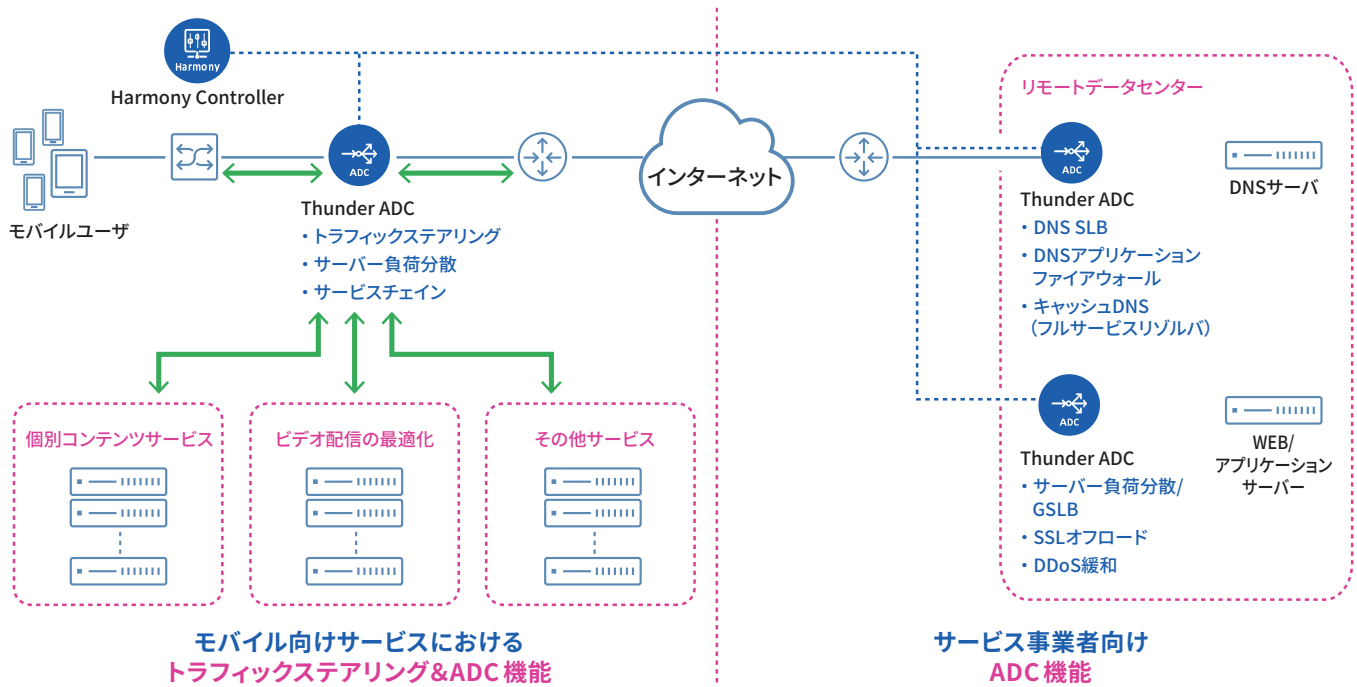 Harmony
Harmony Controller
モバイルユーザ
ADC
Thunder ADC
・トラフィックステアリング
・サーバー負荷分散
・サービスチェイン
個別コンテンツサービス
ビデオ配信の最適化
その他サービス
モバイル向けサービスにおける
トラフィックステアリング&ADC 機能
インターネット
リモートデータセンター
ADC
Thunder ADC
・DNS SLB
・DNSアプリケーション
ファイアウォール
・キャッシュDNS
（フルサービスリゾルバ）
DNSサーバ
ADC
Thunder ADC
・サーバー負荷分散/
GSLB
・SSLオフロード
・DDoS緩和
WEB/
アプリケーション
サーバー
サービス事業者向け
ADC 機能